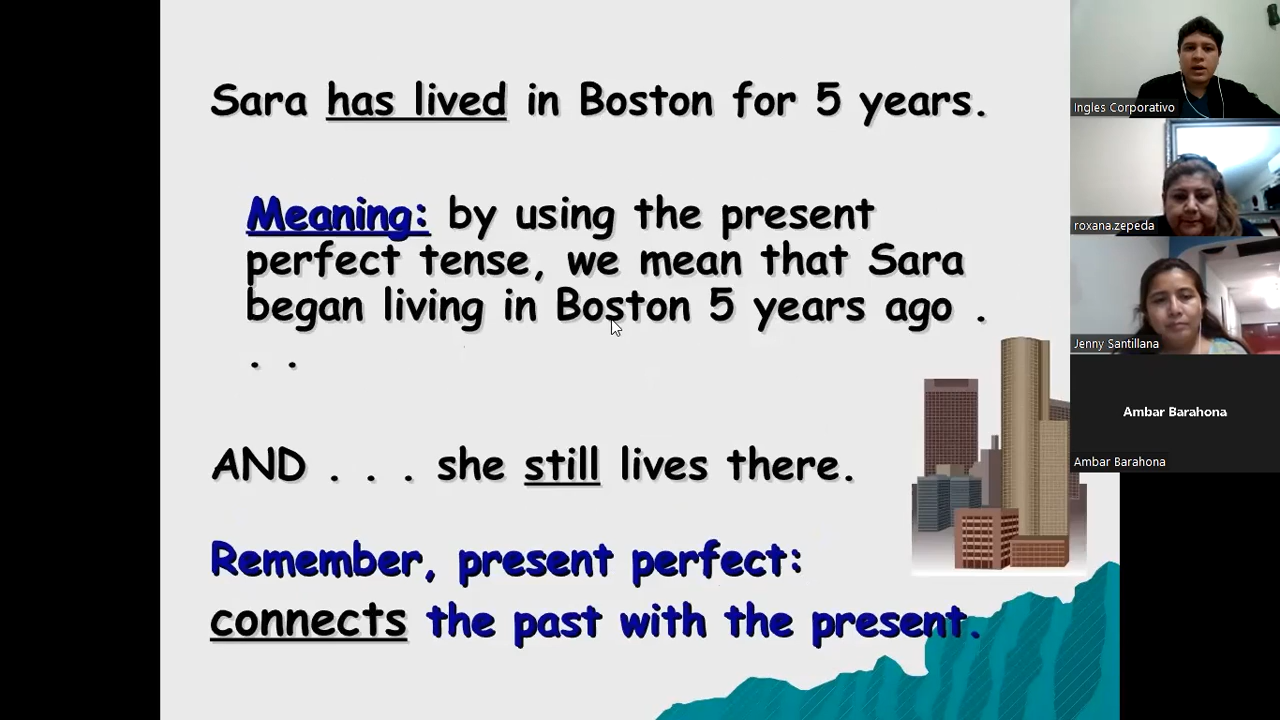 Sara has lived in Boston for 5 years.
Meaning: by using the present
perfect tense, we mean that Sara
began living in Boston 5 years ago .
. .
AND . . . she still lives there.
Remember, present perfect:
connects the past with the present.
Ingles Corporativo
roxana.zepeda
Jenny Santillana
Ambar Barahona
Ambar Barahona